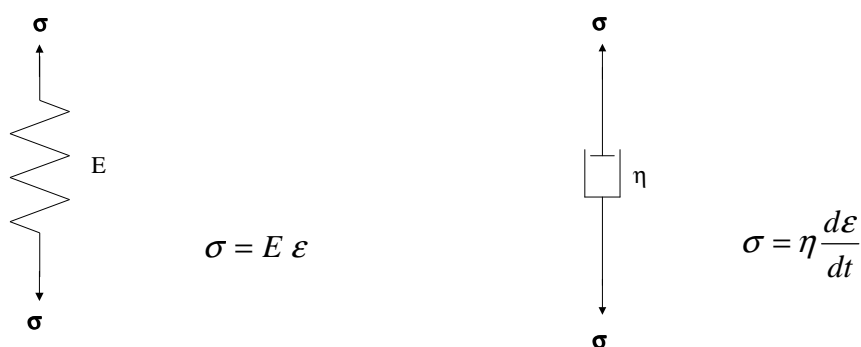 σ
E
σ = E ε
σ
σ
η
σ = η dε/dt
σ